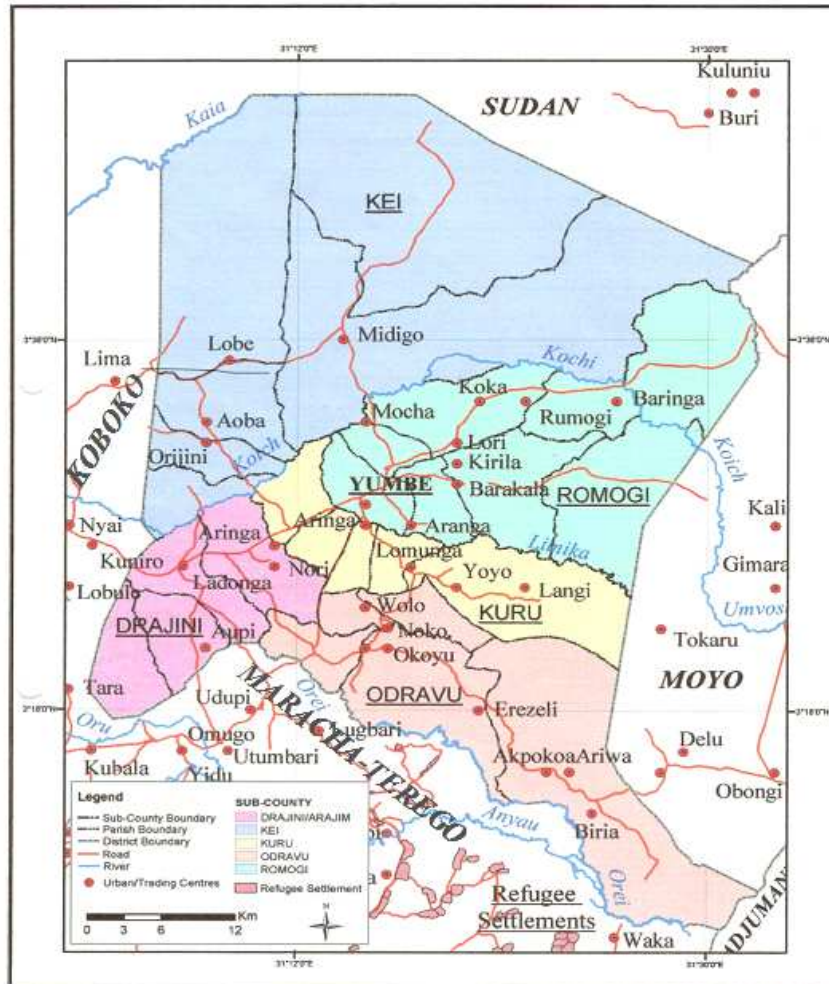 31°12'0"E
31°30'0"E
Kuluniu
Buri
SUDAN
Kaia
KEI
3°36'0"N
3°36'0"N
Lobe
Midigo
Lima
Kochi
KOBOKO
Koka
Rumogi
Baringa
Aoba
Mocha
Orijini
Koich
Lori
Kirila
Koich
YUMBE
Barakala
ROMOGI
Kali
Nyai
Aringa
Aringa
Aranga
Kuniro
Ladonga
Nori
Lomunga
Limika
Gimara
Lobulo
Yoyo
Langi
Umvos
DRAJINI
Wolo
KURU
Aupi
Noko
Tokaru
Okoyu
MOYO
Tara
ODRAVU
Udupi
Orei
Erezeli
MARACHA-TEREGO
Oru
Omugo
Delu
Kubala
Utumbari
Akpokoa
Ariwa
Obongi
Yidu
Anyau
Biria
Orei
Refugee
Settlements
Waka
Legend
Sub-County Boundary
Parish Boundary
District Boundary
Road
River
Urban/Trading Centres
SUB-COUNTY
DRAJINI/ARAJIM
KEI
KURU
ODRAVU
ROMOGI
Refugee Settlement
0 3 6 12 Km
N
31°12'0"E
31°30'0"E